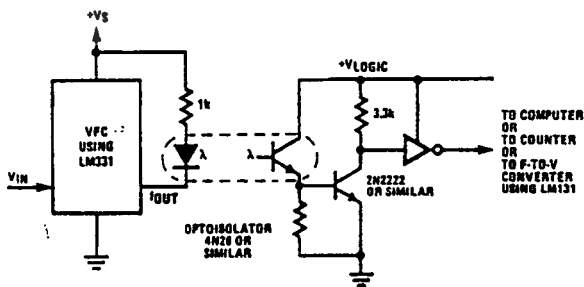 +VS
1k
VFC
USING
LM331
VIN
fOUT
λ
λ
+VLOGIC
3.3k
2N2222
OR SIMILAR
OPTOISOLATOR
4N28 OR
SIMILAR
TO COMPUTER
OR
TO COUNTER
OR
TO F-TO-V
CONVERTER
USING LM131